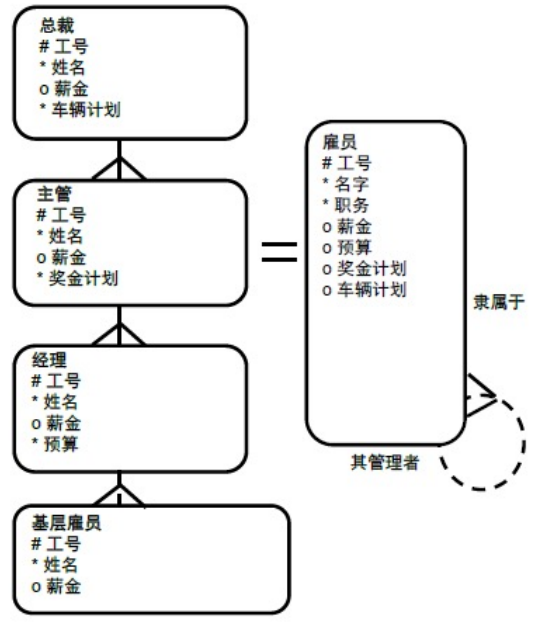 总裁
# 工号
* 姓名
o 薪金
* 车辆计划
主管
# 工号
* 姓名
o 薪金
* 奖金计划
经理
# 工号
* 姓名
o 薪金
* 预算
基层雇员
# 工号
* 姓名
o 薪金
=
雇员
# 工号
* 名字
* 职务
o 薪金
o 预算
o 奖金计划
o 车辆计划
隶属于
其管理者